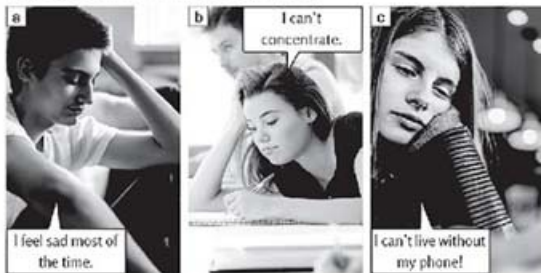 a
I feel sad most of
the time.
b
I can't
concentrate.
c
I can't live without
my phone!